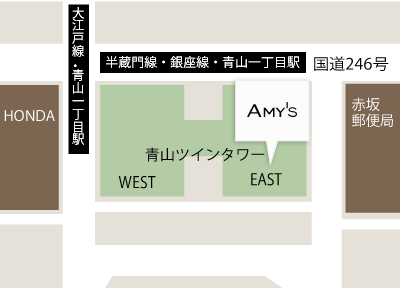 大江戸線・青山一丁目駅
半蔵門線・銀座線・青山一丁目駅
国道246号
HONDA
AMY'S
赤坂
郵便局
青山ツインタワー
WEST
EAST